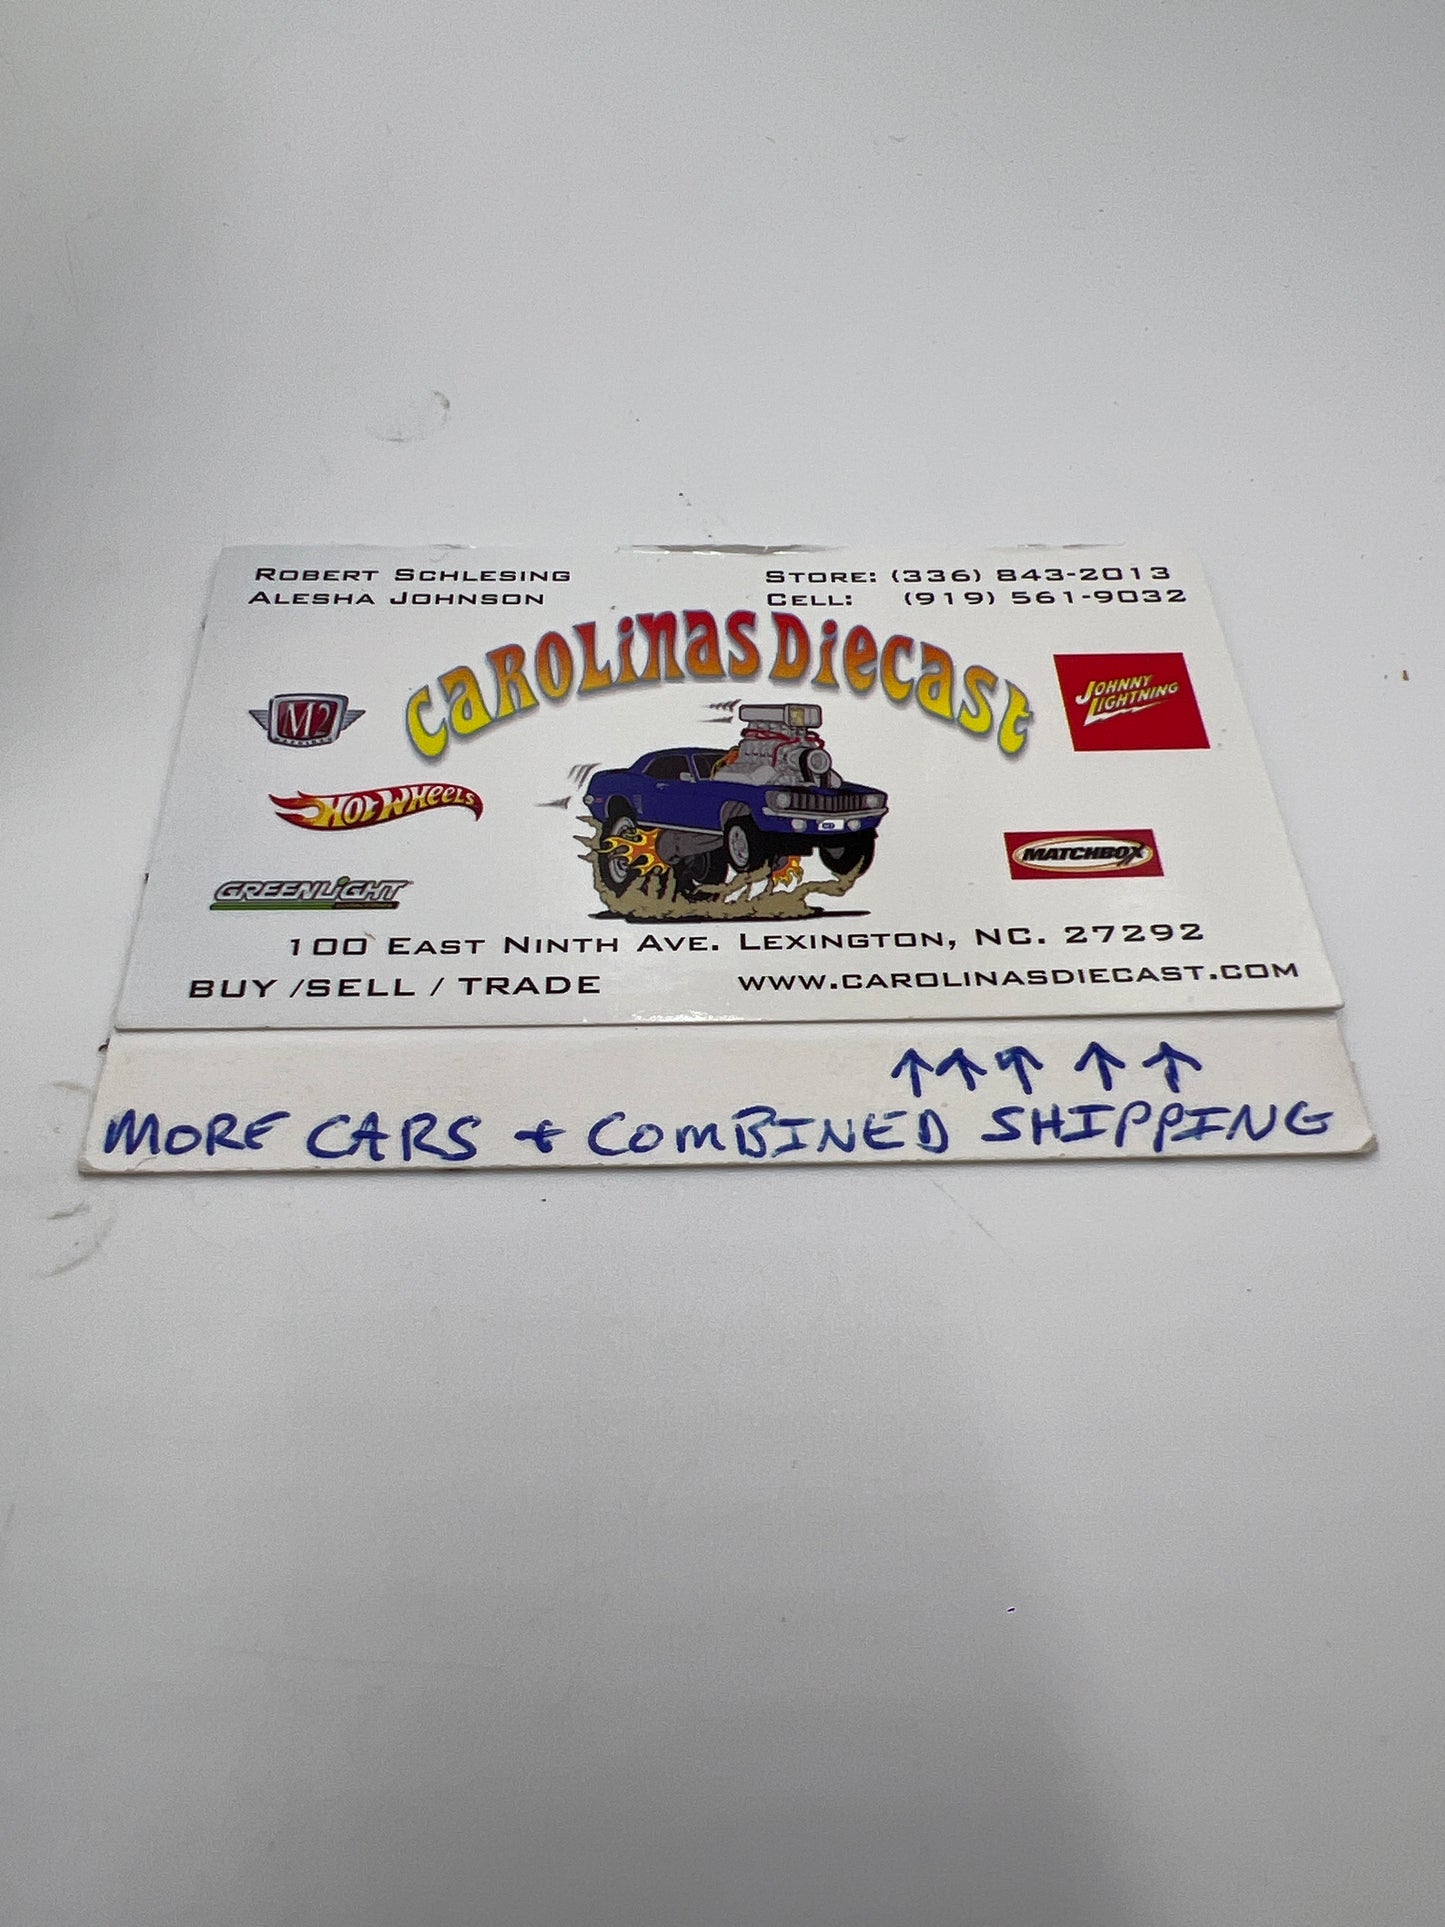 ROBERT SCHLESING
ALESHA JOHNSON
STORE: (336) 843-2013
CELL: (919) 561-9032
CAROLINAS DIECAST
M2
JOHNNY LIGHTNING
HOT WHEELS
MATCHBOX
GREENLIGHT
100 EAST NINTH AVE. LEXINGTON, NC. 27292
BUY /SELL / TRADE
WWW.CAROLINASDIECAST.COM
↑↑↑ ↑ ↑
MORE CARS + COMBINED SHIPPING